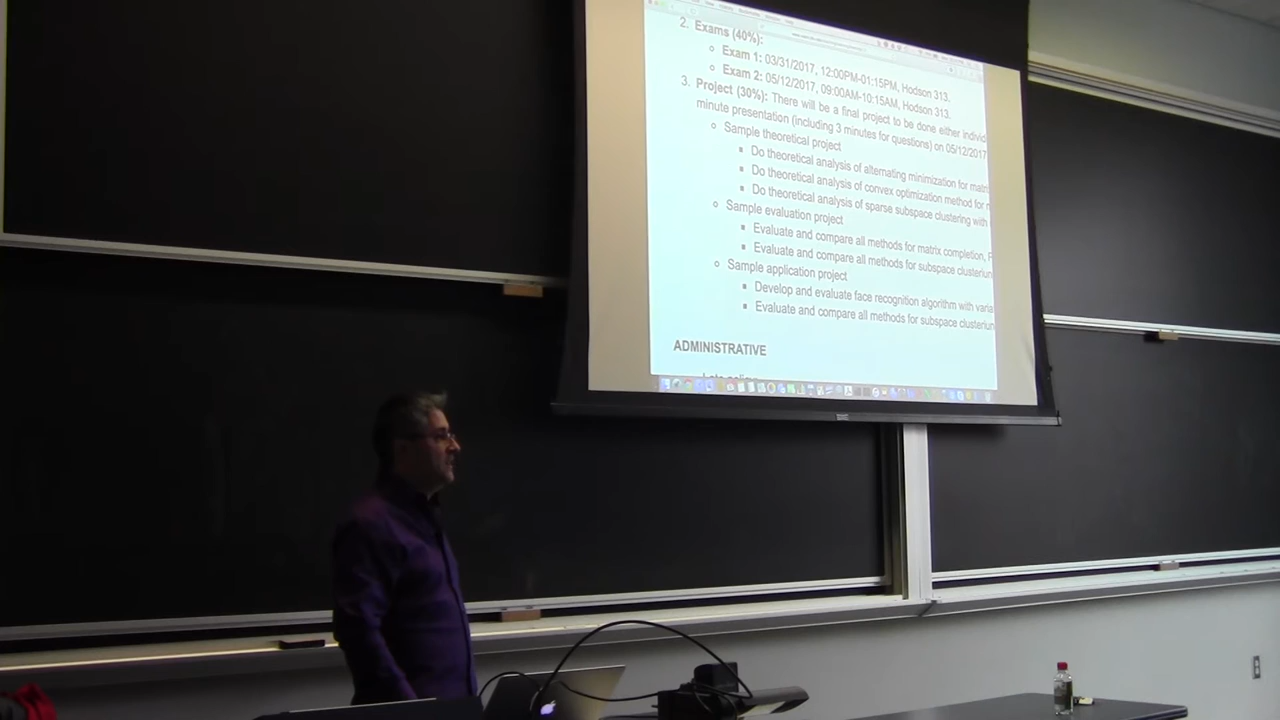 2. Exams (40%):
Exam 1: 03/31/2017, 12:00PM-01:15PM, Hodson 313.
Exam 2: 05/12/2017, 09:00AM-10:15AM, Hodson 313.
3. Project (30%): There will be a final project to be done either individ
minute presentation (including 3 minutes for questions) on 05/12/2017
Sample theoretical project
Do theoretical analysis of alternating minimization for matri
Do theoretical analysis of convex optimization method for
Do theoretical analysis of sparse subspace clustering with
Sample evaluation project
Evaluate and compare all methods for matrix completion,
Evaluate and compare all methods for subspace clusteriun
Sample application project
Develop and evaluate face recognition algorithm with varia
Evaluate and compare all methods for subspace clusteriun
ADMINISTRATIVE